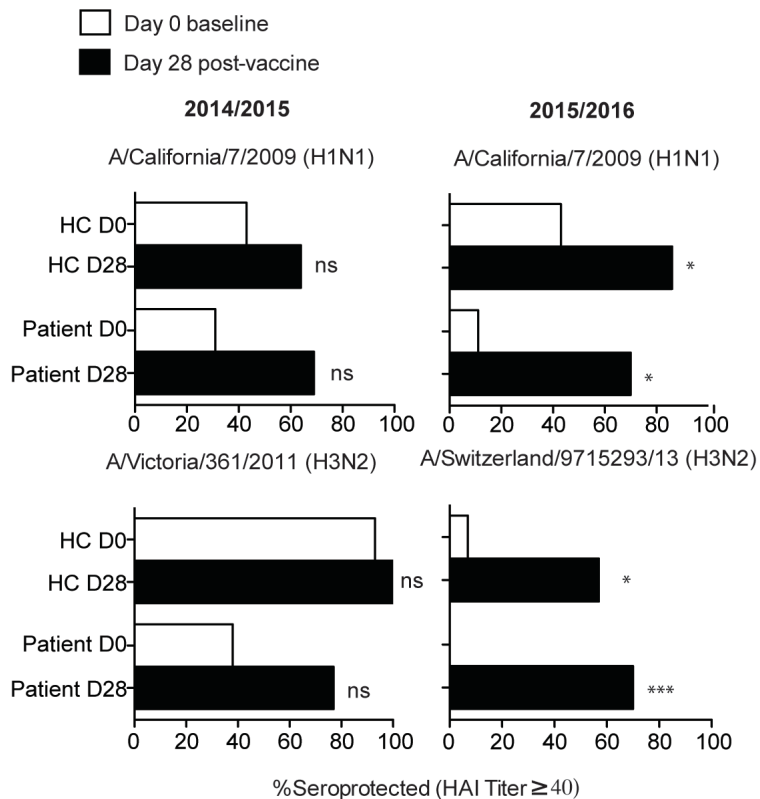 Day 0 baseline
Day 28 post-vaccine
2014/2015
2015/2016
A/California/7/2009 (H1N1)
A/California/7/2009 (H1N1)
HC D0
HC D28
ns
*
Patient D0
Patient D28
ns
*
0 20 40 60 80 100
0 20 40 60 80 100
A/Victoria/361/2011 (H3N2)
A/Switzerland/9715293/13 (H3N2)
HC D0
HC D28
ns
*
Patient D0
Patient D28
ns
***
0 20 40 60 80 100
0 20 40 60 80 100
%Seroprotected (HAI Titer ≥40)